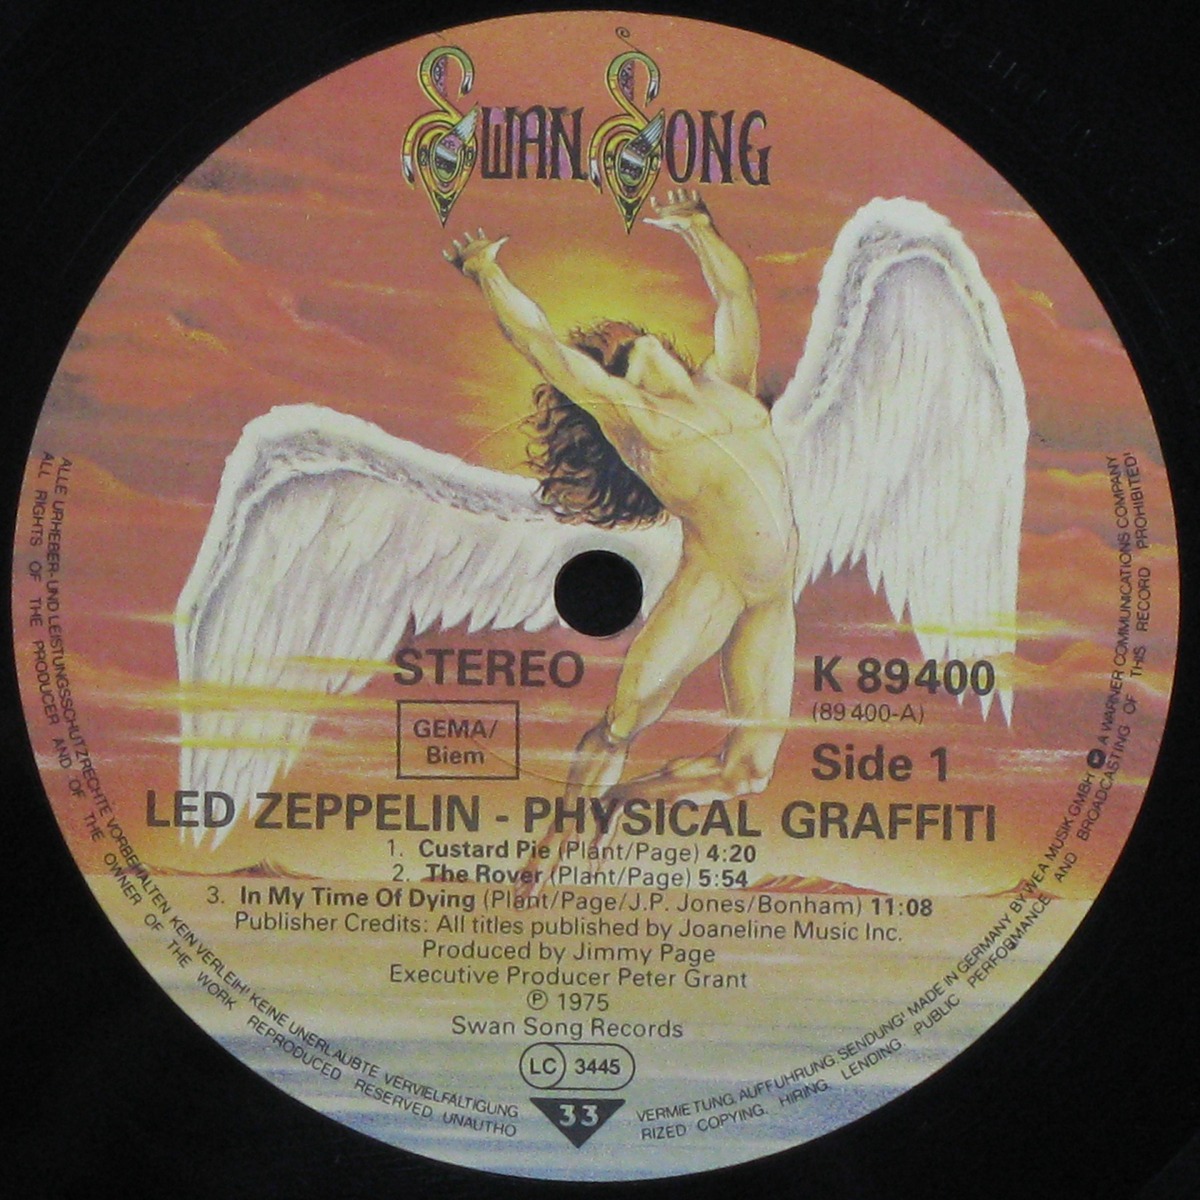 SWAN SONG
STEREO
GEMA/
Biem
K 89400
(89 400-A)
Side 1
LED ZEPPELIN - PHYSICAL GRAFFITI
1. Custard Pie (Plant/Page) 4:20
2. The Rover (Plant/Page) 5:54
3. In My Time Of Dying (Plant/Page/J.P. Jones/Bonham) 11:08
Publisher Credits: All titles published by Joaneline Music Inc.
Produced by Jimmy Page
Executive Producer Peter Grant
℗ 1975
Swan Song Records
LC 3445
33
ALLE URHEBER- UND LEISTUNGSSCHUTZRECHTE VORBEHALTEN KEIN VERLEIH! KEINE UNERLAUBTE VERVIELFÄLTIGUNG VERMIETUNG. AUFFÜHRUNG. SENDUNG! MADE IN GERMANY BY WEA MUSIK GMBH A WARNER COMMUNICATIONS COMPANY
ALL RIGHTS OF THE PRODUCER AND OF THE OWNER OF THE WORK REPRODUCED RESERVED UNAUTHORIZED COPYING. HIRING. LENDING PUBLIC PERFORMANCE AND BROADCASTING OF THIS RECORD PROHIBITED!